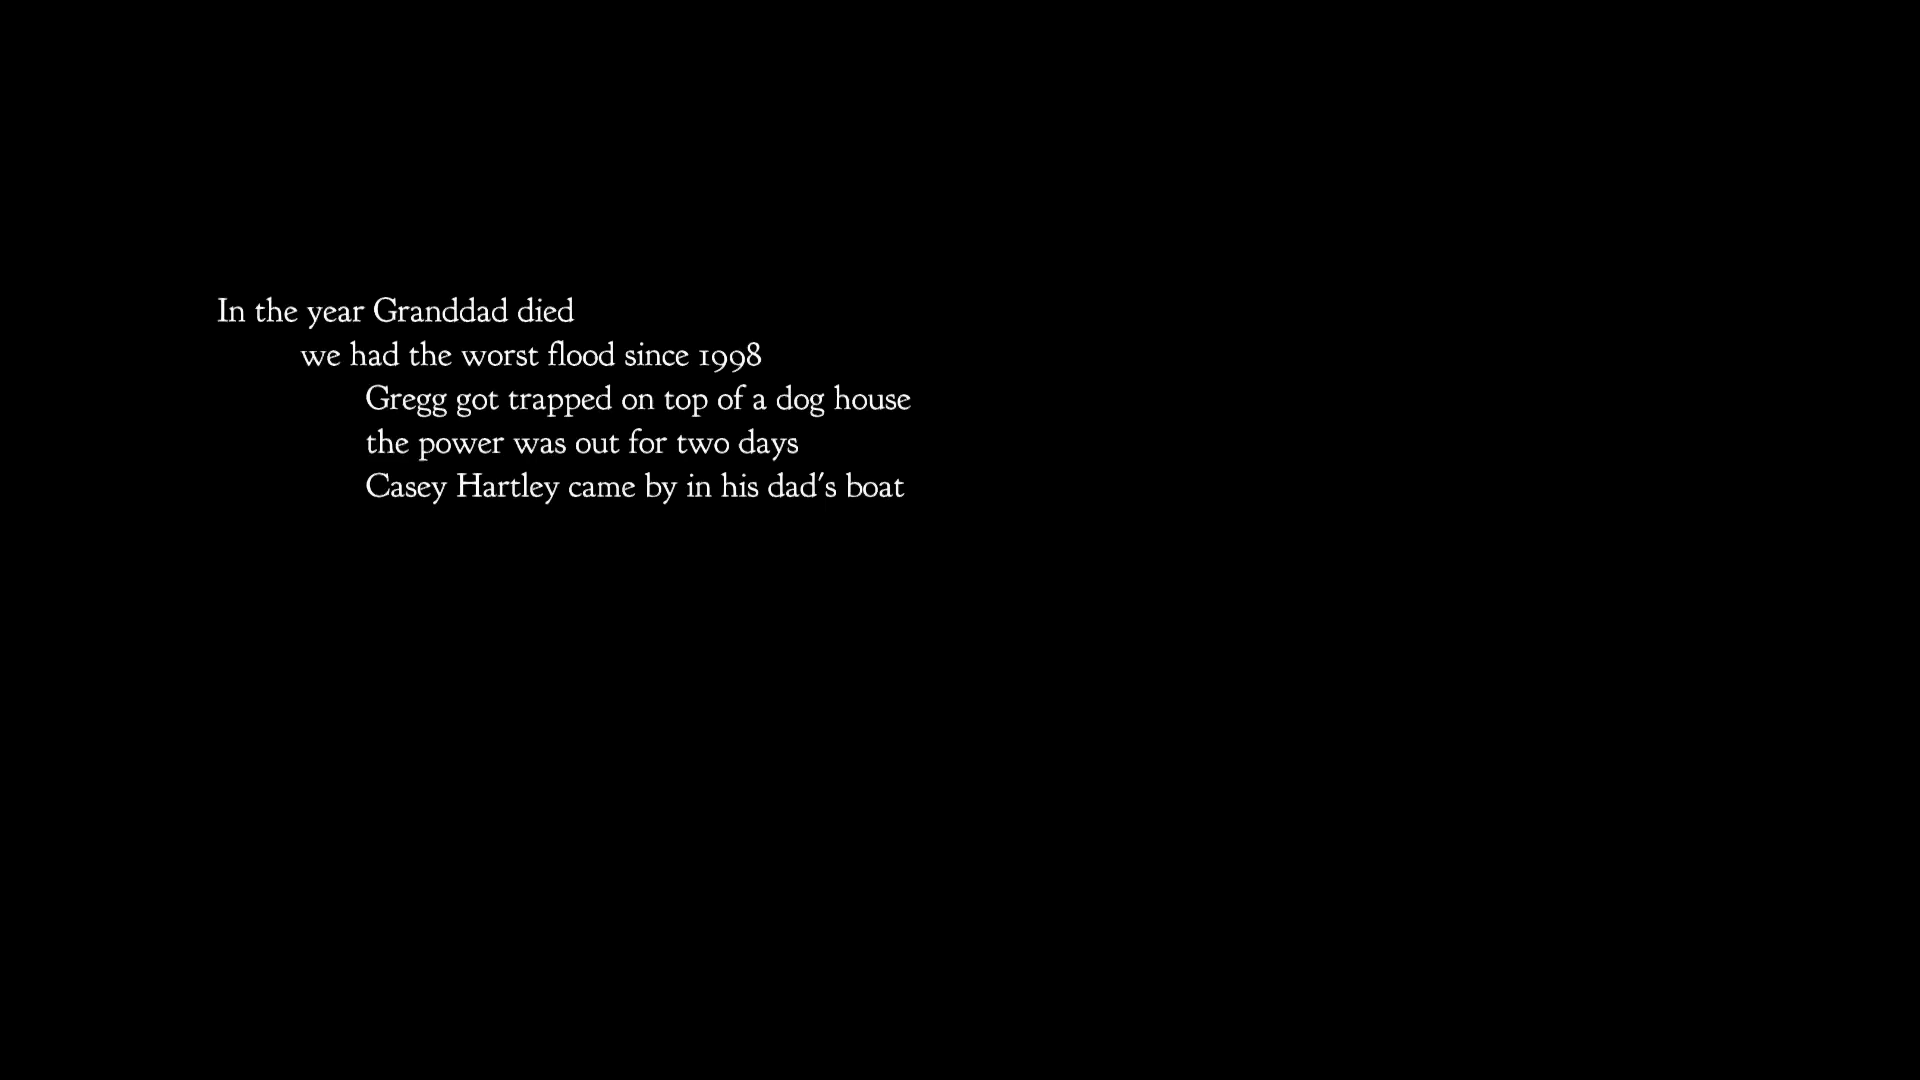 In the year Granddad died
we had the worst flood since 1998
Gregg got trapped on top of a dog house
the power was out for two days
Casey Hartley came by in his dad's boat